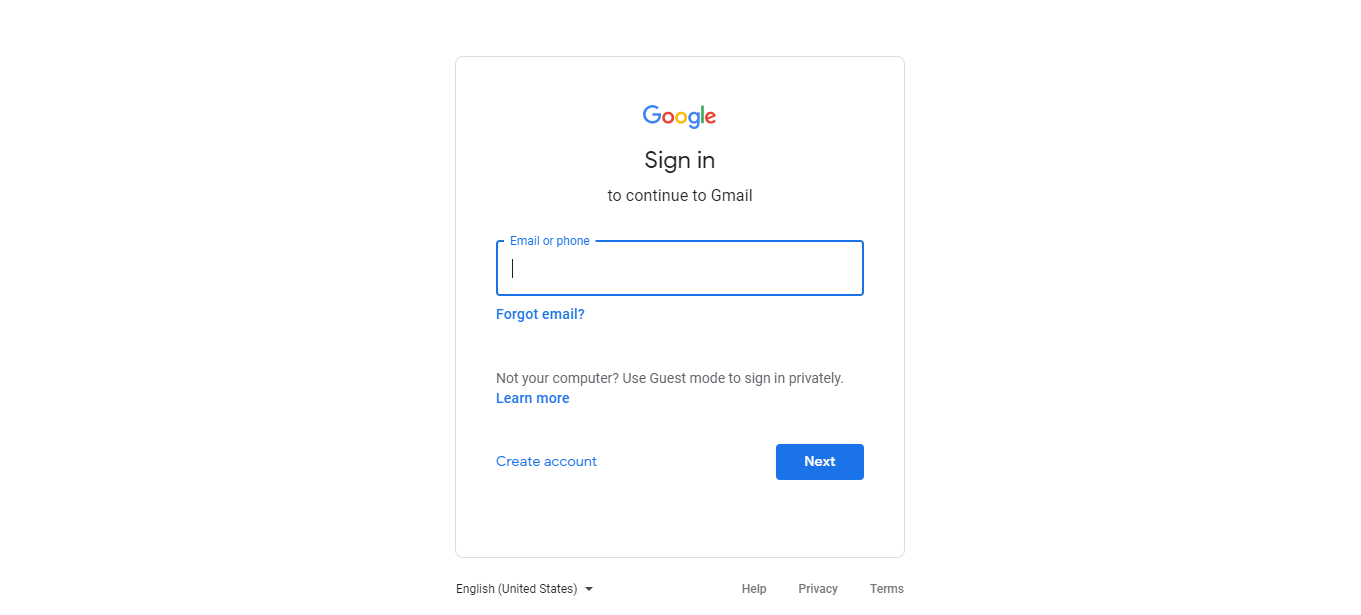 Google
Sign in
to continue to Gmail
Email or phone
Forgot email?
Not your computer? Use Guest mode to sign in privately.
Learn more
Create account
Next
English (United States)
Help
Privacy
Terms